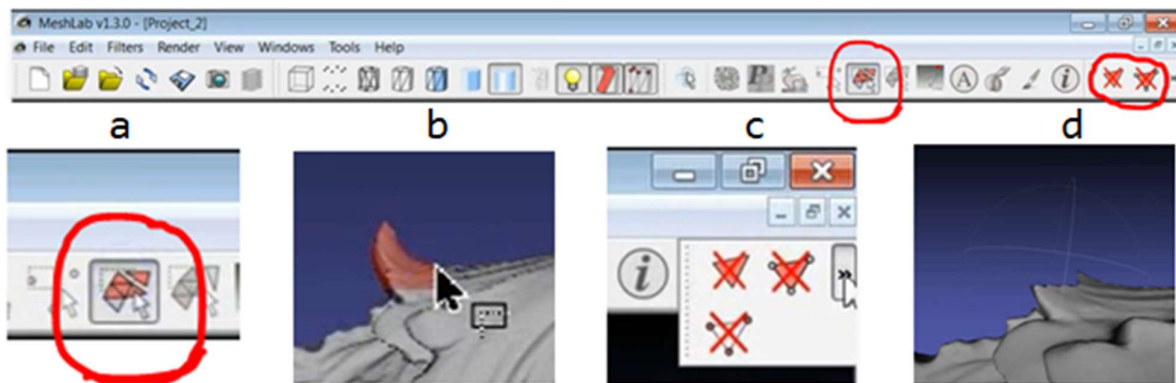 MeshLab v1.3.0 - [Project_2]
File Edit Filters Render View Windows Tools Help
P A i
a b c d
i